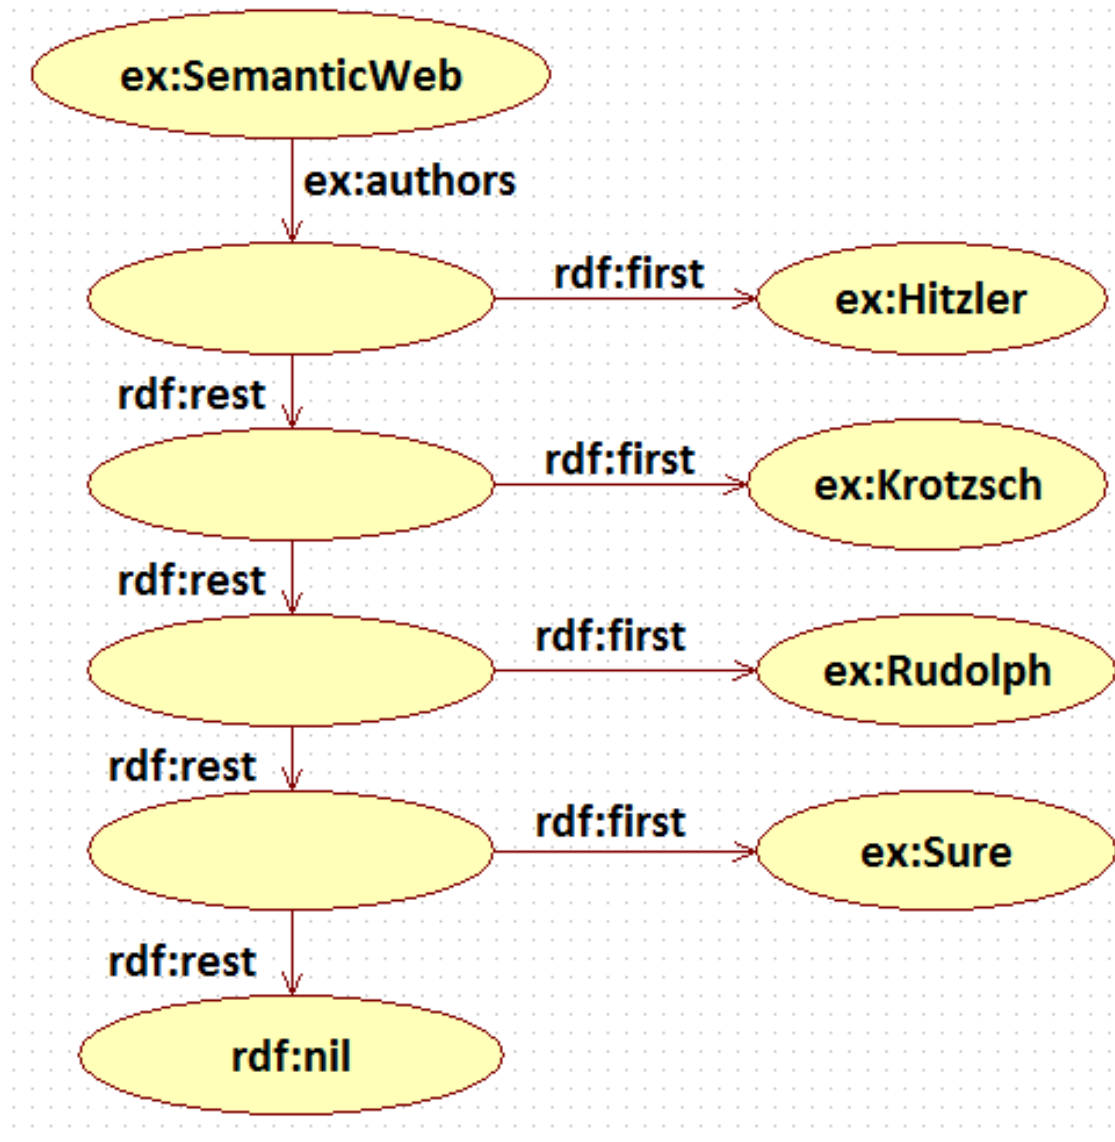 ex:SemanticWeb
ex:authors
rdf:first
ex:Hitzler
rdf:rest
rdf:first
ex:Krotzsch
rdf:rest
rdf:first
ex:Rudolph
rdf:rest
rdf:first
ex:Sure
rdf:rest
rdf:nil